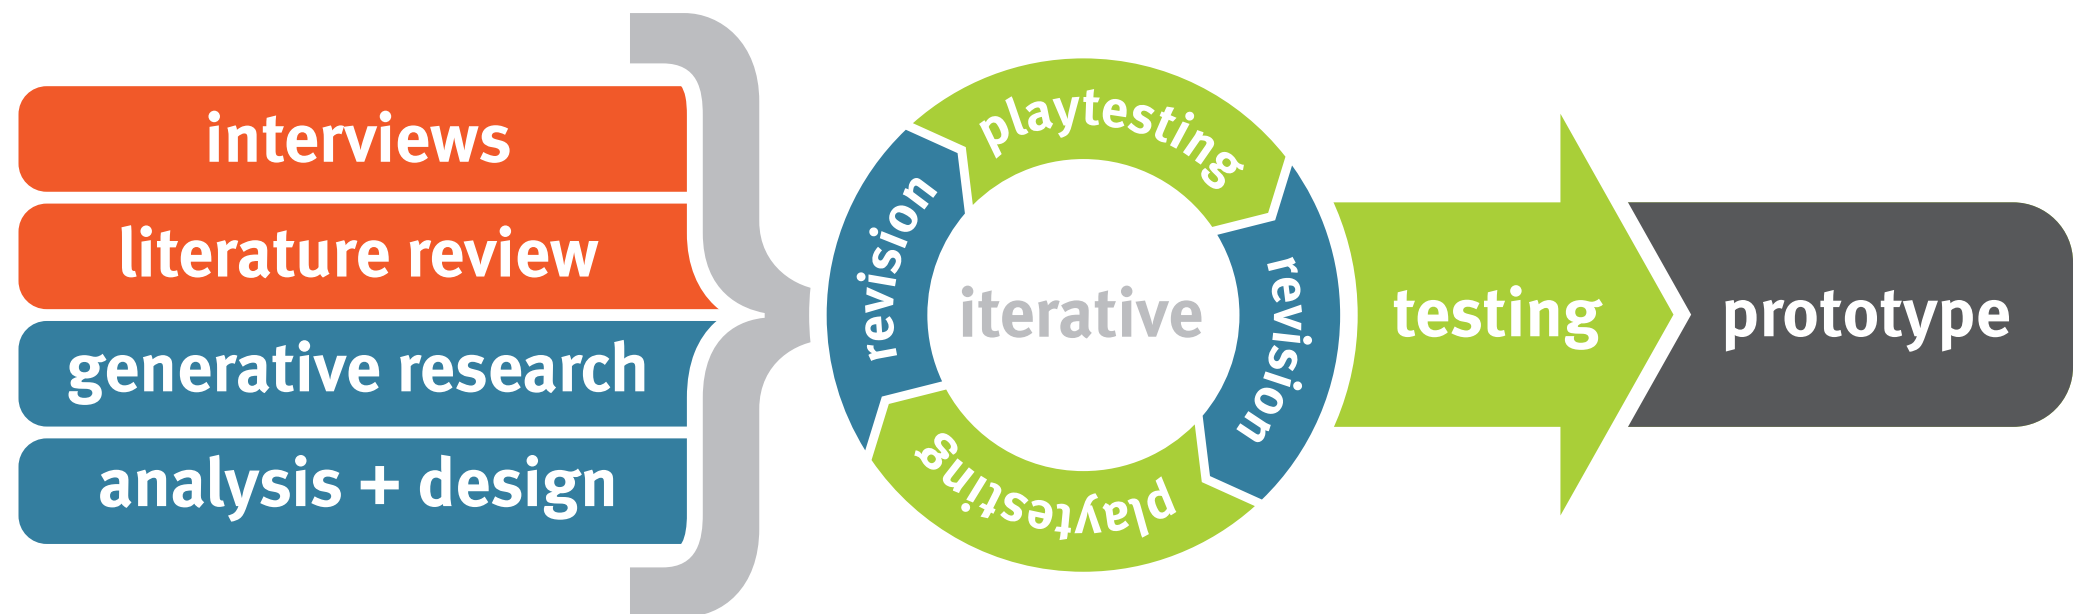 interviews
literature review
generative research
analysis + design
playtesting
revision
playtesting
revision
iterative
testing
prototype